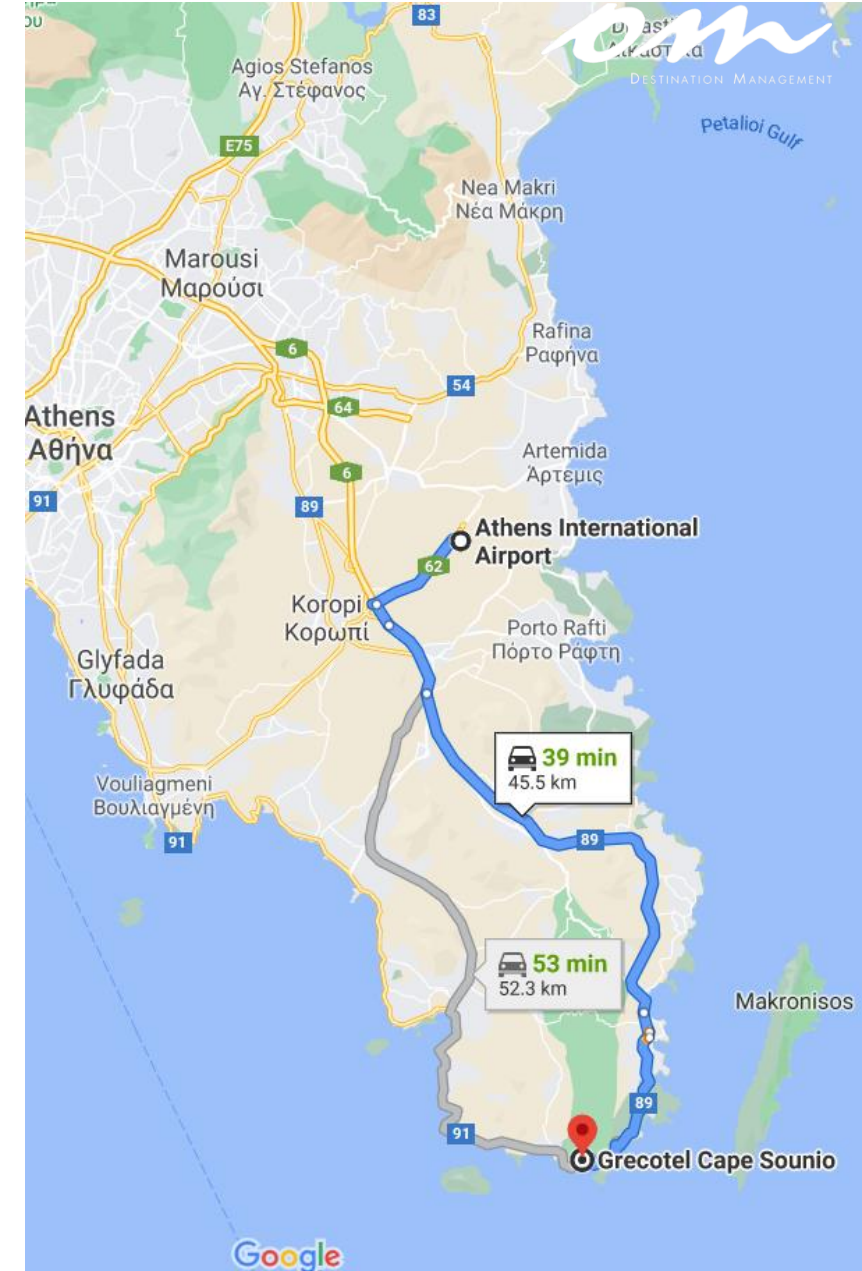 83
om
DESTINATION MANAGEMENT
Agios Stefanos
Αγ. Στέφανος
Petalioi Gulf
E75
Nea Makri
Νέα Μάκρη
Marousi
Μαρούσι
Rafina
Ραφήνα
6
54
64
Athens
Αθήνα
Artemida
Άρτεμις
6
91
89
Athens International
Airport
62
Koropi
Κορωπί
Porto Rafti
Πόρτο Ράφτη
Glyfada
Γλυφάδα
39 min
45.5 km
Vouliagmeni
Βουλιαγμένη
91
89
53 min
52.3 km
Makronisos
89
91
Grecotel Cape Sounio
Google